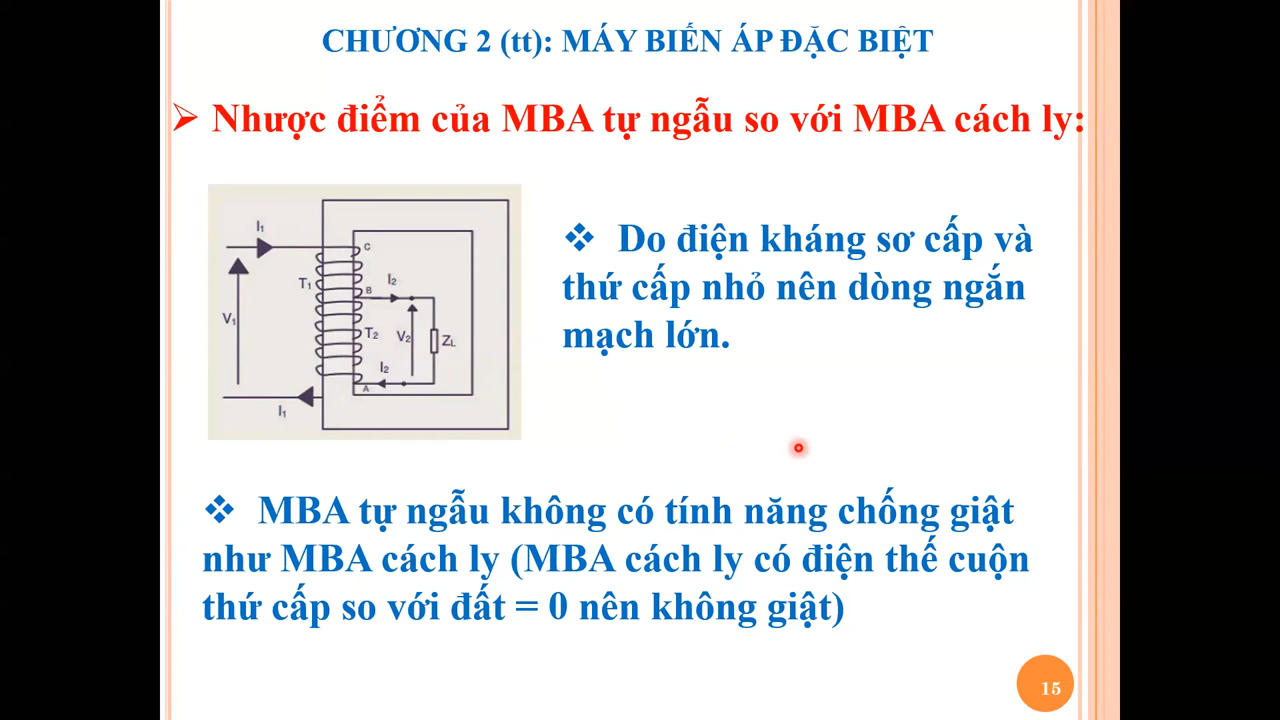 CHƯƠNG 2 (tt): MÁY BIẾN ÁP ĐẶC BIỆT
➢ Nhược điểm của MBA tự ngẫu so với MBA cách ly:
I₁
C
T₁
I₂
B
V₁
T₂
V₂
Z_L
I₂
A
I₁
❖ Do điện kháng sơ cấp và
thứ cấp nhỏ nên dòng ngắn
mạch lớn.
❖ MBA tự ngẫu không có tính năng chống giật
như MBA cách ly (MBA cách ly có điện thế cuộn
thứ cấp so với đất = 0 nên không giật)
15